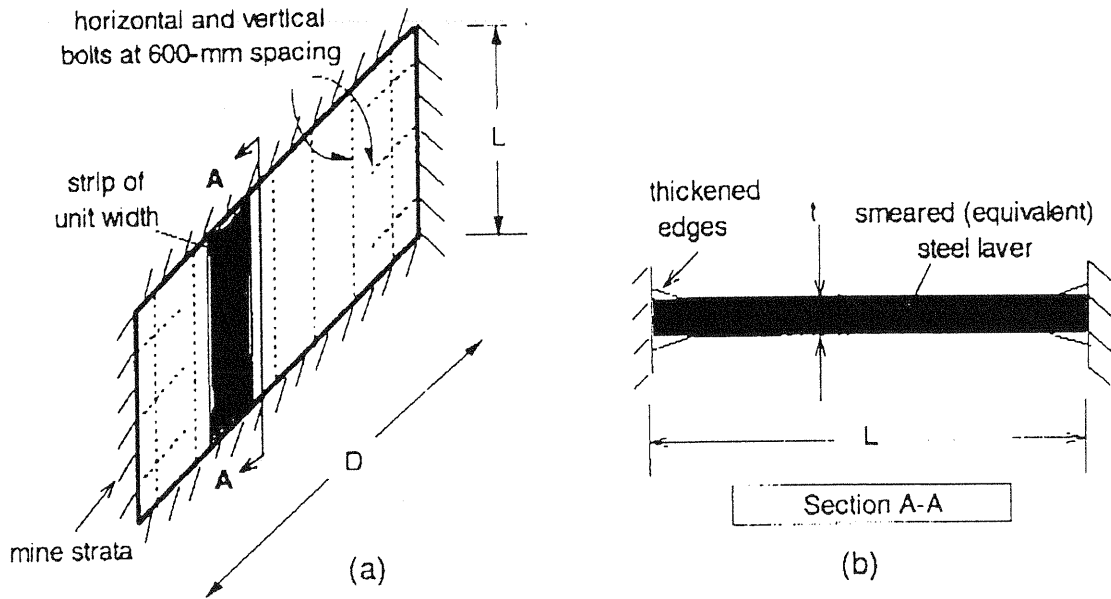 horizontal and vertical
bolts at 600-mm spacing
L
A
strip of
unit width
A
D
mine strata
(a)
thickened
edges
t
smeared (equivalent)
steel laver
L
Section A-A
(b)